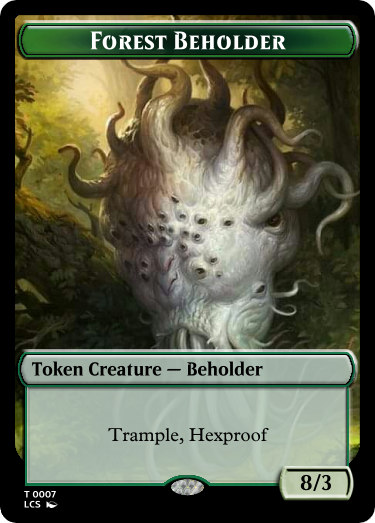 Forest Beholder
Token Creature — Beholder
Trample, Hexproof
8/3
T 0007
LCS